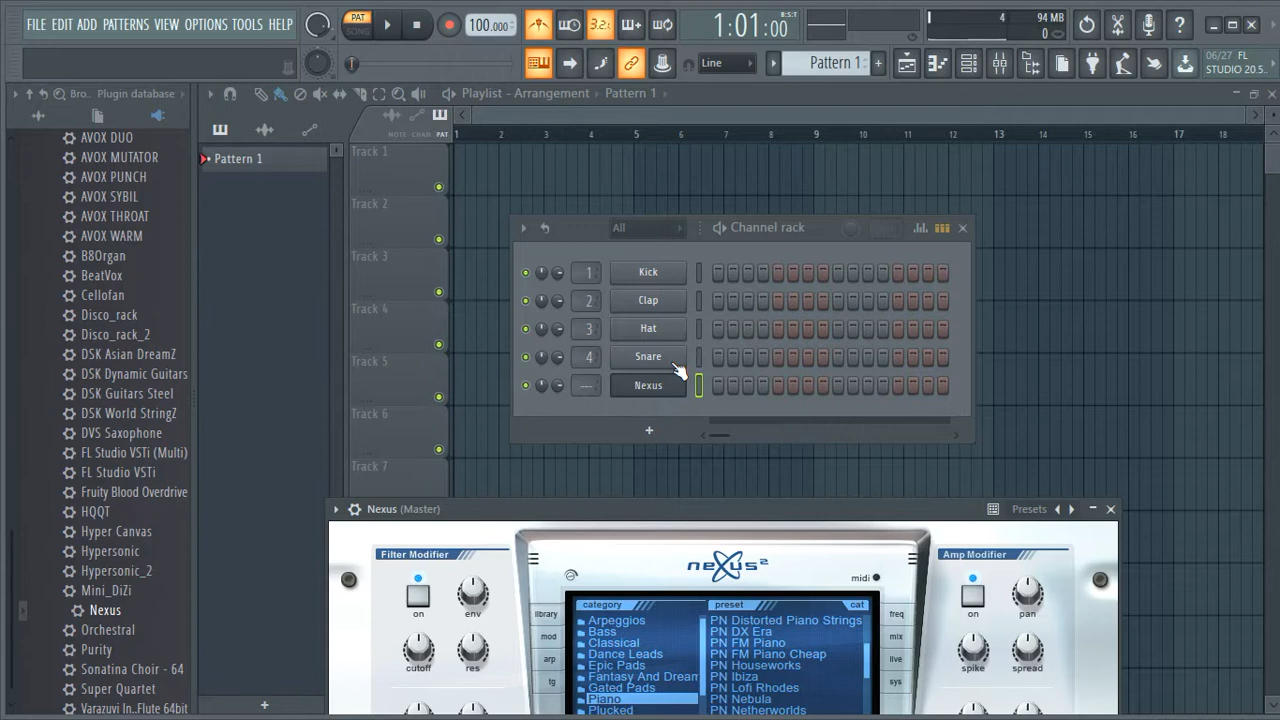 FILE EDIT ADD PATTERNS VIEW OPTIONS TOOLS HELP
PAT
SONG
100.000
3.2.
1:01:00
B:S:T
4
94 MB
0
Line
Pattern 1
+
06/27 FL
STUDIO 20.5...
Bro... Plugin database
Playlist - Arrangement
Pattern 1
NOTE CHAN PAT
1 2 3 4 5 6 7 8 9 10 11 12 13 14 15 16 17 18
AVOX DUO
AVOX MUTATOR
AVOX PUNCH
AVOX SYBIL
AVOX THROAT
AVOX WARM
B8Organ
BeatVox
Cellofan
Disco_rack
Disco_rack_2
DSK Asian DreamZ
DSK Dynamic Guitars
DSK Guitars Steel
DSK World StringZ
DVS Saxophone
FL Studio VSTi (Multi)
FL Studio VSTi
Fruity Blood Overdrive
HQQT
Hyper Canvas
Hypersonic
Hypersonic_2
Mini_DiZi
Nexus
Orchestral
Purity
Sonatina Choir - 64
Super Quartet
Varazuvi In..Flute 64bit
Pattern 1
+
Track 1
Track 2
Track 3
Track 4
Track 5
Track 6
Track 7
All
Channel rack
1 Kick
2 Clap
3 Hat
4 Snare
--- Nexus
+
Nexus (Master)
Presets
Filter Modifier
on
env
cutoff
res
nexus²
midi
library
mod
arp
tg
category
preset
cat
Arpeggios
Bass
Classical
Dance Leads
Epic Pads
Fantasy And Dream
Gated Pads
Piano
Plucked
PN Distorted Piano Strings
PN DX Era
PN FM Piano
PN FM Piano Cheap
PN Houseworks
PN Ibiza
PN Lofi Rhodes
PN Nebula
PN Netherworlds
freq
mix
live
sys
Amp Modifier
on
pan
spike
spread